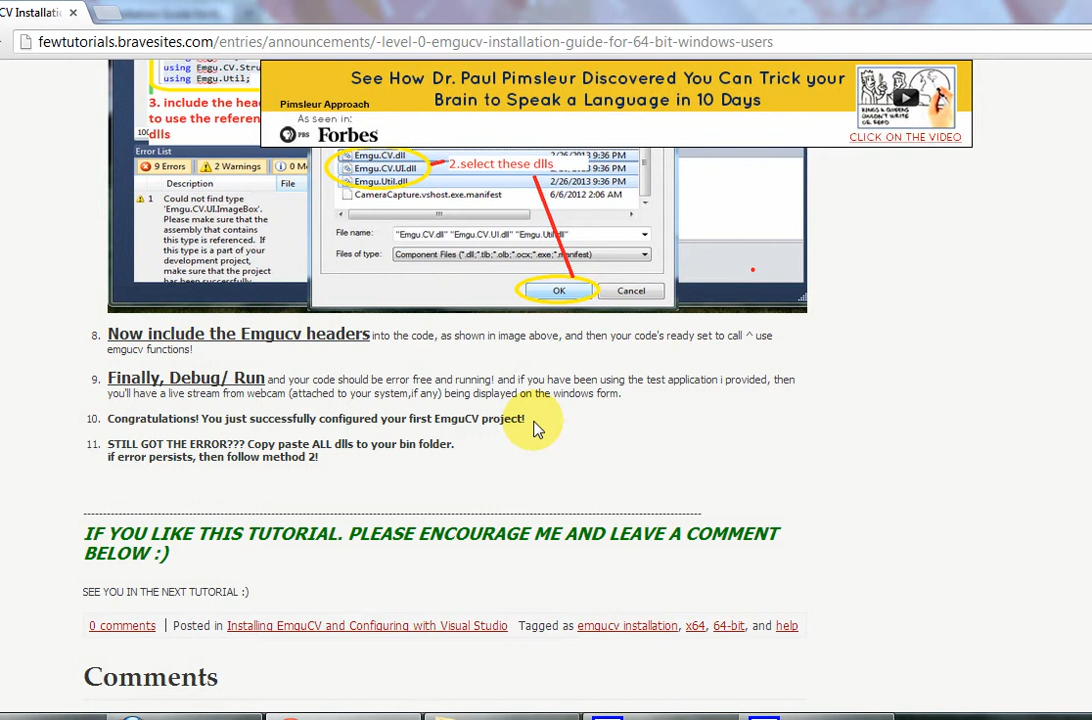 CV Installatio
fewtutorials.bravesites.com/entries/announcements/-level-0-emgucv-installation-guide-for-64-bit-windows-users
using Emgu.CV.Stru
using Emgu.Util;
See How Dr. Paul Pimsleur Discovered You Can Trick your
Brain to Speak a Language in 10 Days
Pimsleur Approach
As seen in:
PBS Forbes
CLICK ON THE VIDEO
3. include the hea
to use the referen
dlls
100
Error List
9 Errors 2 Warnings 0 M
Description File
1 Could not find type
'Emgu.CV.UI.ImageBox'.
Please make sure that the
assembly that contains
this type is referenced. If
this type is a part of your
development project,
make sure that the project
has been successfully
Emgu.CV.dll 2/26/2013 9:36 PM
2.select these dlls
Emgu.CV.UI.dll 2/26/2013 9:36 PM
Emgu.Util.dll 2/26/2013 9:36 PM
CameraCapture.vshost.exe.manifest 6/6/2012 2:06 AM
File name: "Emgu.CV.dll" "Emgu.CV.UI.dll" "Emgu.Util.dll"
Files of type: Component Files (*.dll;*.tlb;*.olb;*.ocx;*.exe;*.manifest)
OK Cancel
8. Now include the Emgucv headers into the code, as shown in image above, and then your code's ready set to call ^ use
emgucv functions!
9. Finally, Debug/ Run and your code should be error free and running! and if you have been using the test application i provided, then
you'll have a live stream from webcam (attached to your system,if any) being displayed on the windows form.
10. Congratulations! You just successfully configured your first EmguCV project!
11. STILL GOT THE ERROR??? Copy paste ALL dlls to your bin folder.
if error persists, then follow method 2!
--------------------------------------------------------------------------------------------------------------------------
IF YOU LIKE THIS TUTORIAL. PLEASE ENCOURAGE ME AND LEAVE A COMMENT
BELOW :)
SEE YOU IN THE NEXT TUTORIAL :)
0 comments | Posted in Installing EmguCV and Configuring with Visual Studio Tagged as emgucv installation, x64, 64-bit, and help
Comments